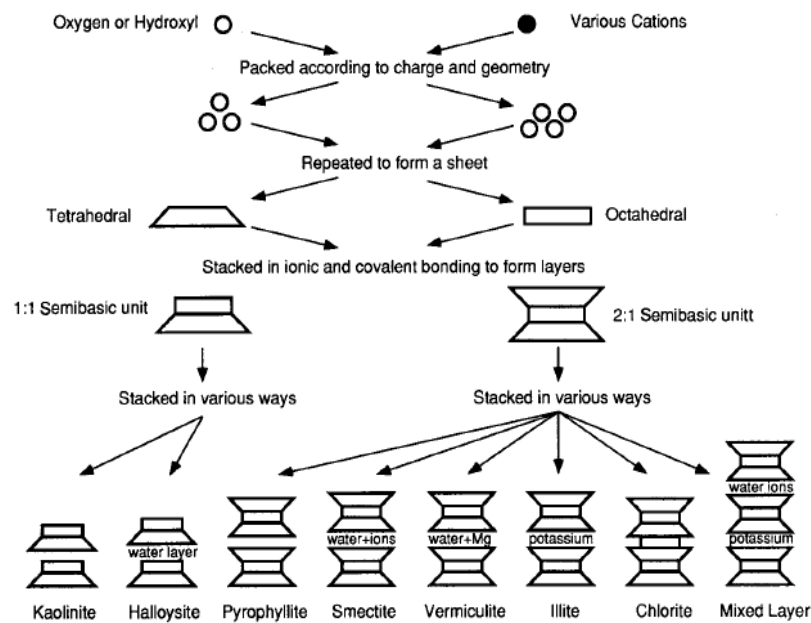 Oxygen or Hydroxyl
Various Cations
Packed according to charge and geometry
Repeated to form a sheet
Tetrahedral
Octahedral
Stacked in ionic and covalent bonding to form layers
1:1 Semibasic unit
2:1 Semibasic unitt
Stacked in various ways
Stacked in various ways
water ions
water layer
water+ions
water+Mg
potassium
potassium
Kaolinite
Halloysite
Pyrophyllite
Smectite
Vermiculite
Illite
Chlorite
Mixed Layer